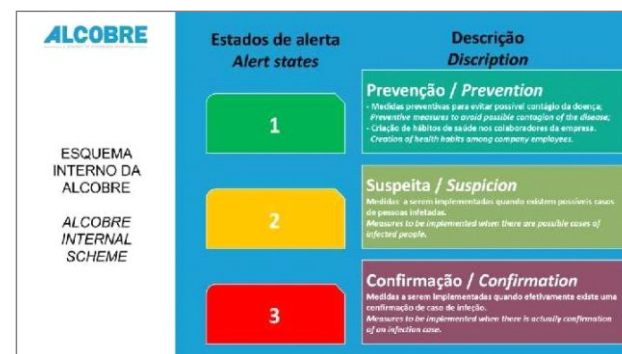 ALCOBRE
ESQUEMA
INTERNO DA
ALCOBRE
ALCOBRE
INTERNAL
SCHEME
Estados de alerta
Alert states
Descrição
Discription
1
Prevenção / Prevention
- Medidas preventivas para evitar possível contágio da doença;
Preventive measures to avoid possible contagion of the disease;
- Criação de hábitos de saúde nos colaboradores da empresa.
Creation of health habits among company employees.
2
Suspeita / Suspicion
Medidas a serem implementadas quando existem possíveis casos
de pessoas infetadas.
Measures to be implemented when there are possible cases of
infected people.
3
Confirmação / Confirmation
Medidas a serem implementadas quando efetivamente existe uma
confirmação de caso de infeção.
Measures to be implemented when there is actually confirmation
of an infection case.